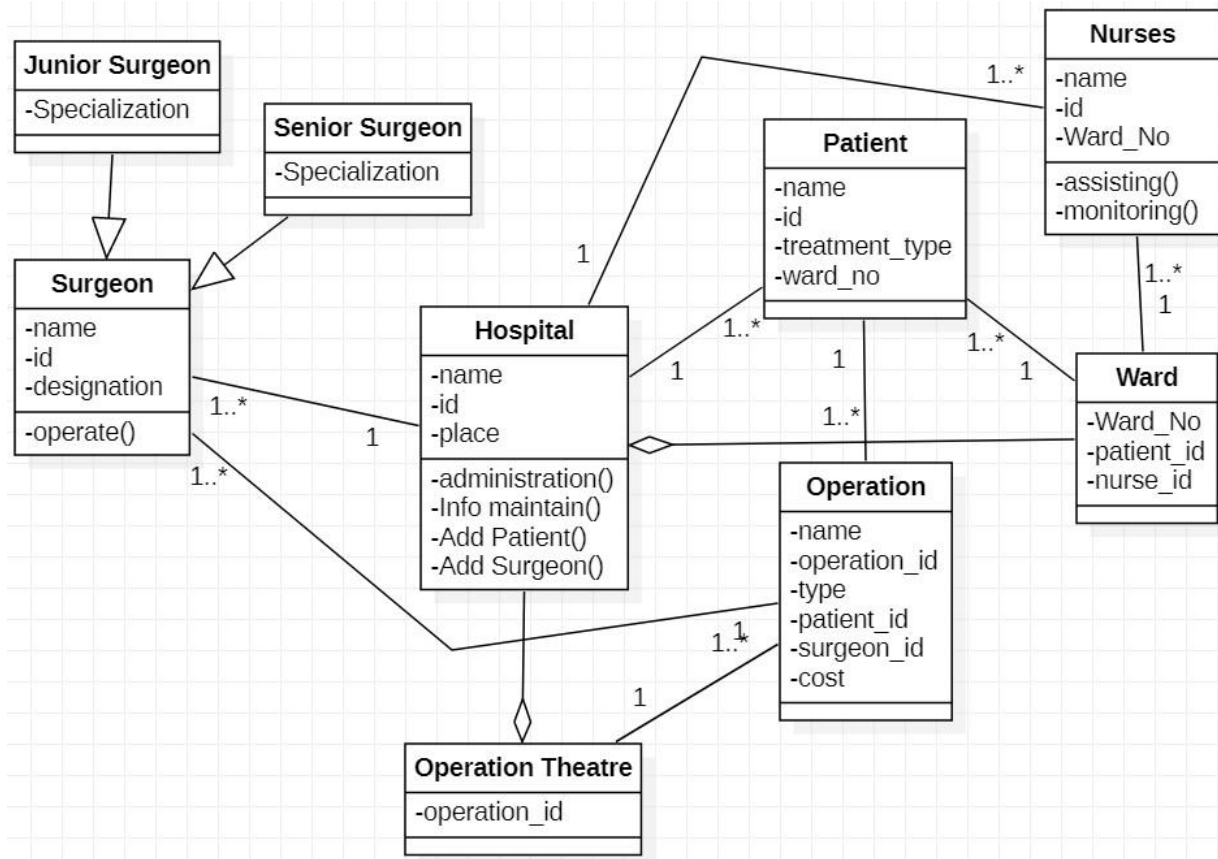 Junior Surgeon
-Specialization
Senior Surgeon
-Specialization
Surgeon
-name
-id
-designation
-operate()
1..*
1
1..*
Hospital
-name
-id
-place
-administration()
-Info maintain()
-Add Patient()
-Add Surgeon()
1
1..*
1..*
1
Patient
-name
-id
-treatment_type
-ward_no
1
1..*
1..*
1
Nurses
-name
-id
-Ward_No
-assisting()
-monitoring()
1..*
1
Ward
-Ward_No
-patient_id
-nurse_id
Operation
-name
-operation_id
-type
-patient_id
-surgeon_id
-cost
1
1..*
1
Operation Theatre
-operation_id